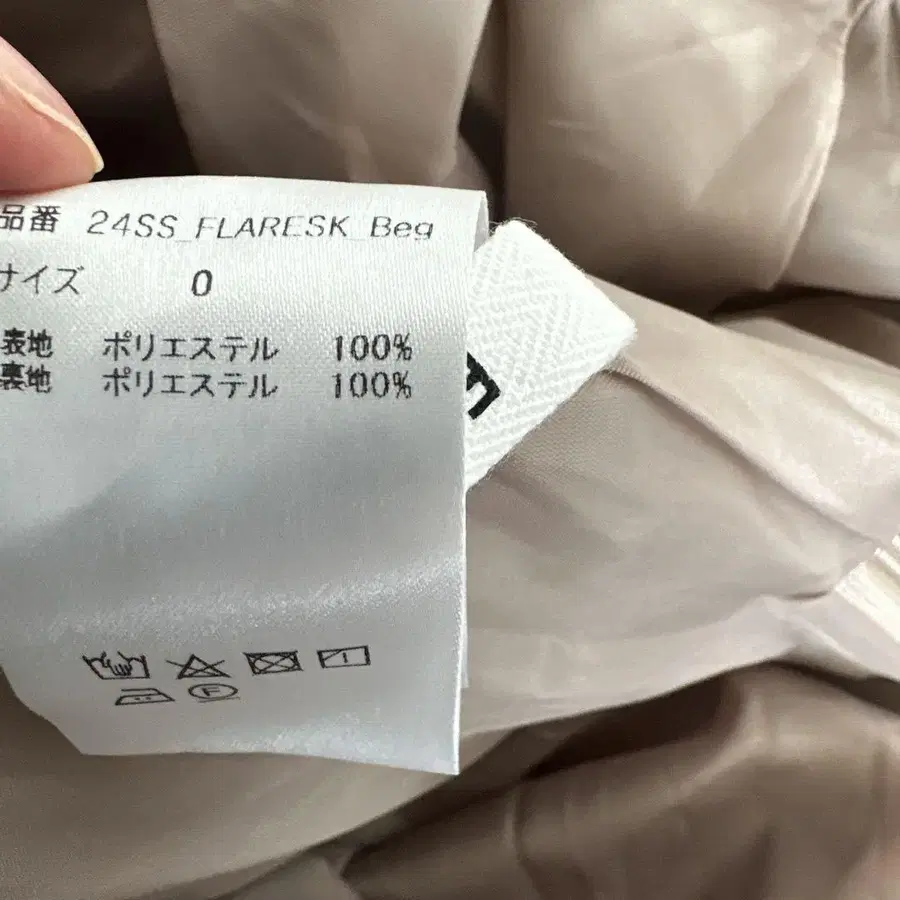 品番 24SS_FLARESK_Beg
サイズ 0
表地 ポリエステル 100%
裏地 ポリエステル 100%
E
F